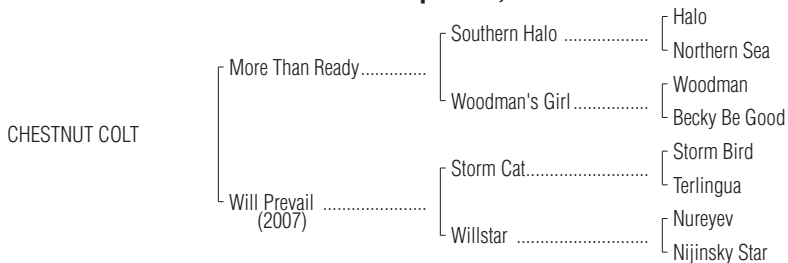 Southern Halo ....................
Halo
Northern Sea
More Than Ready...............
Woodman's Girl..................
Woodman
Becky Be Good
CHESTNUT COLT
Storm Cat.............................
Storm Bird
Terlingua
Will Prevail ........................
(2007)
Willstar ...............................
Nureyev
Nijinsky Star